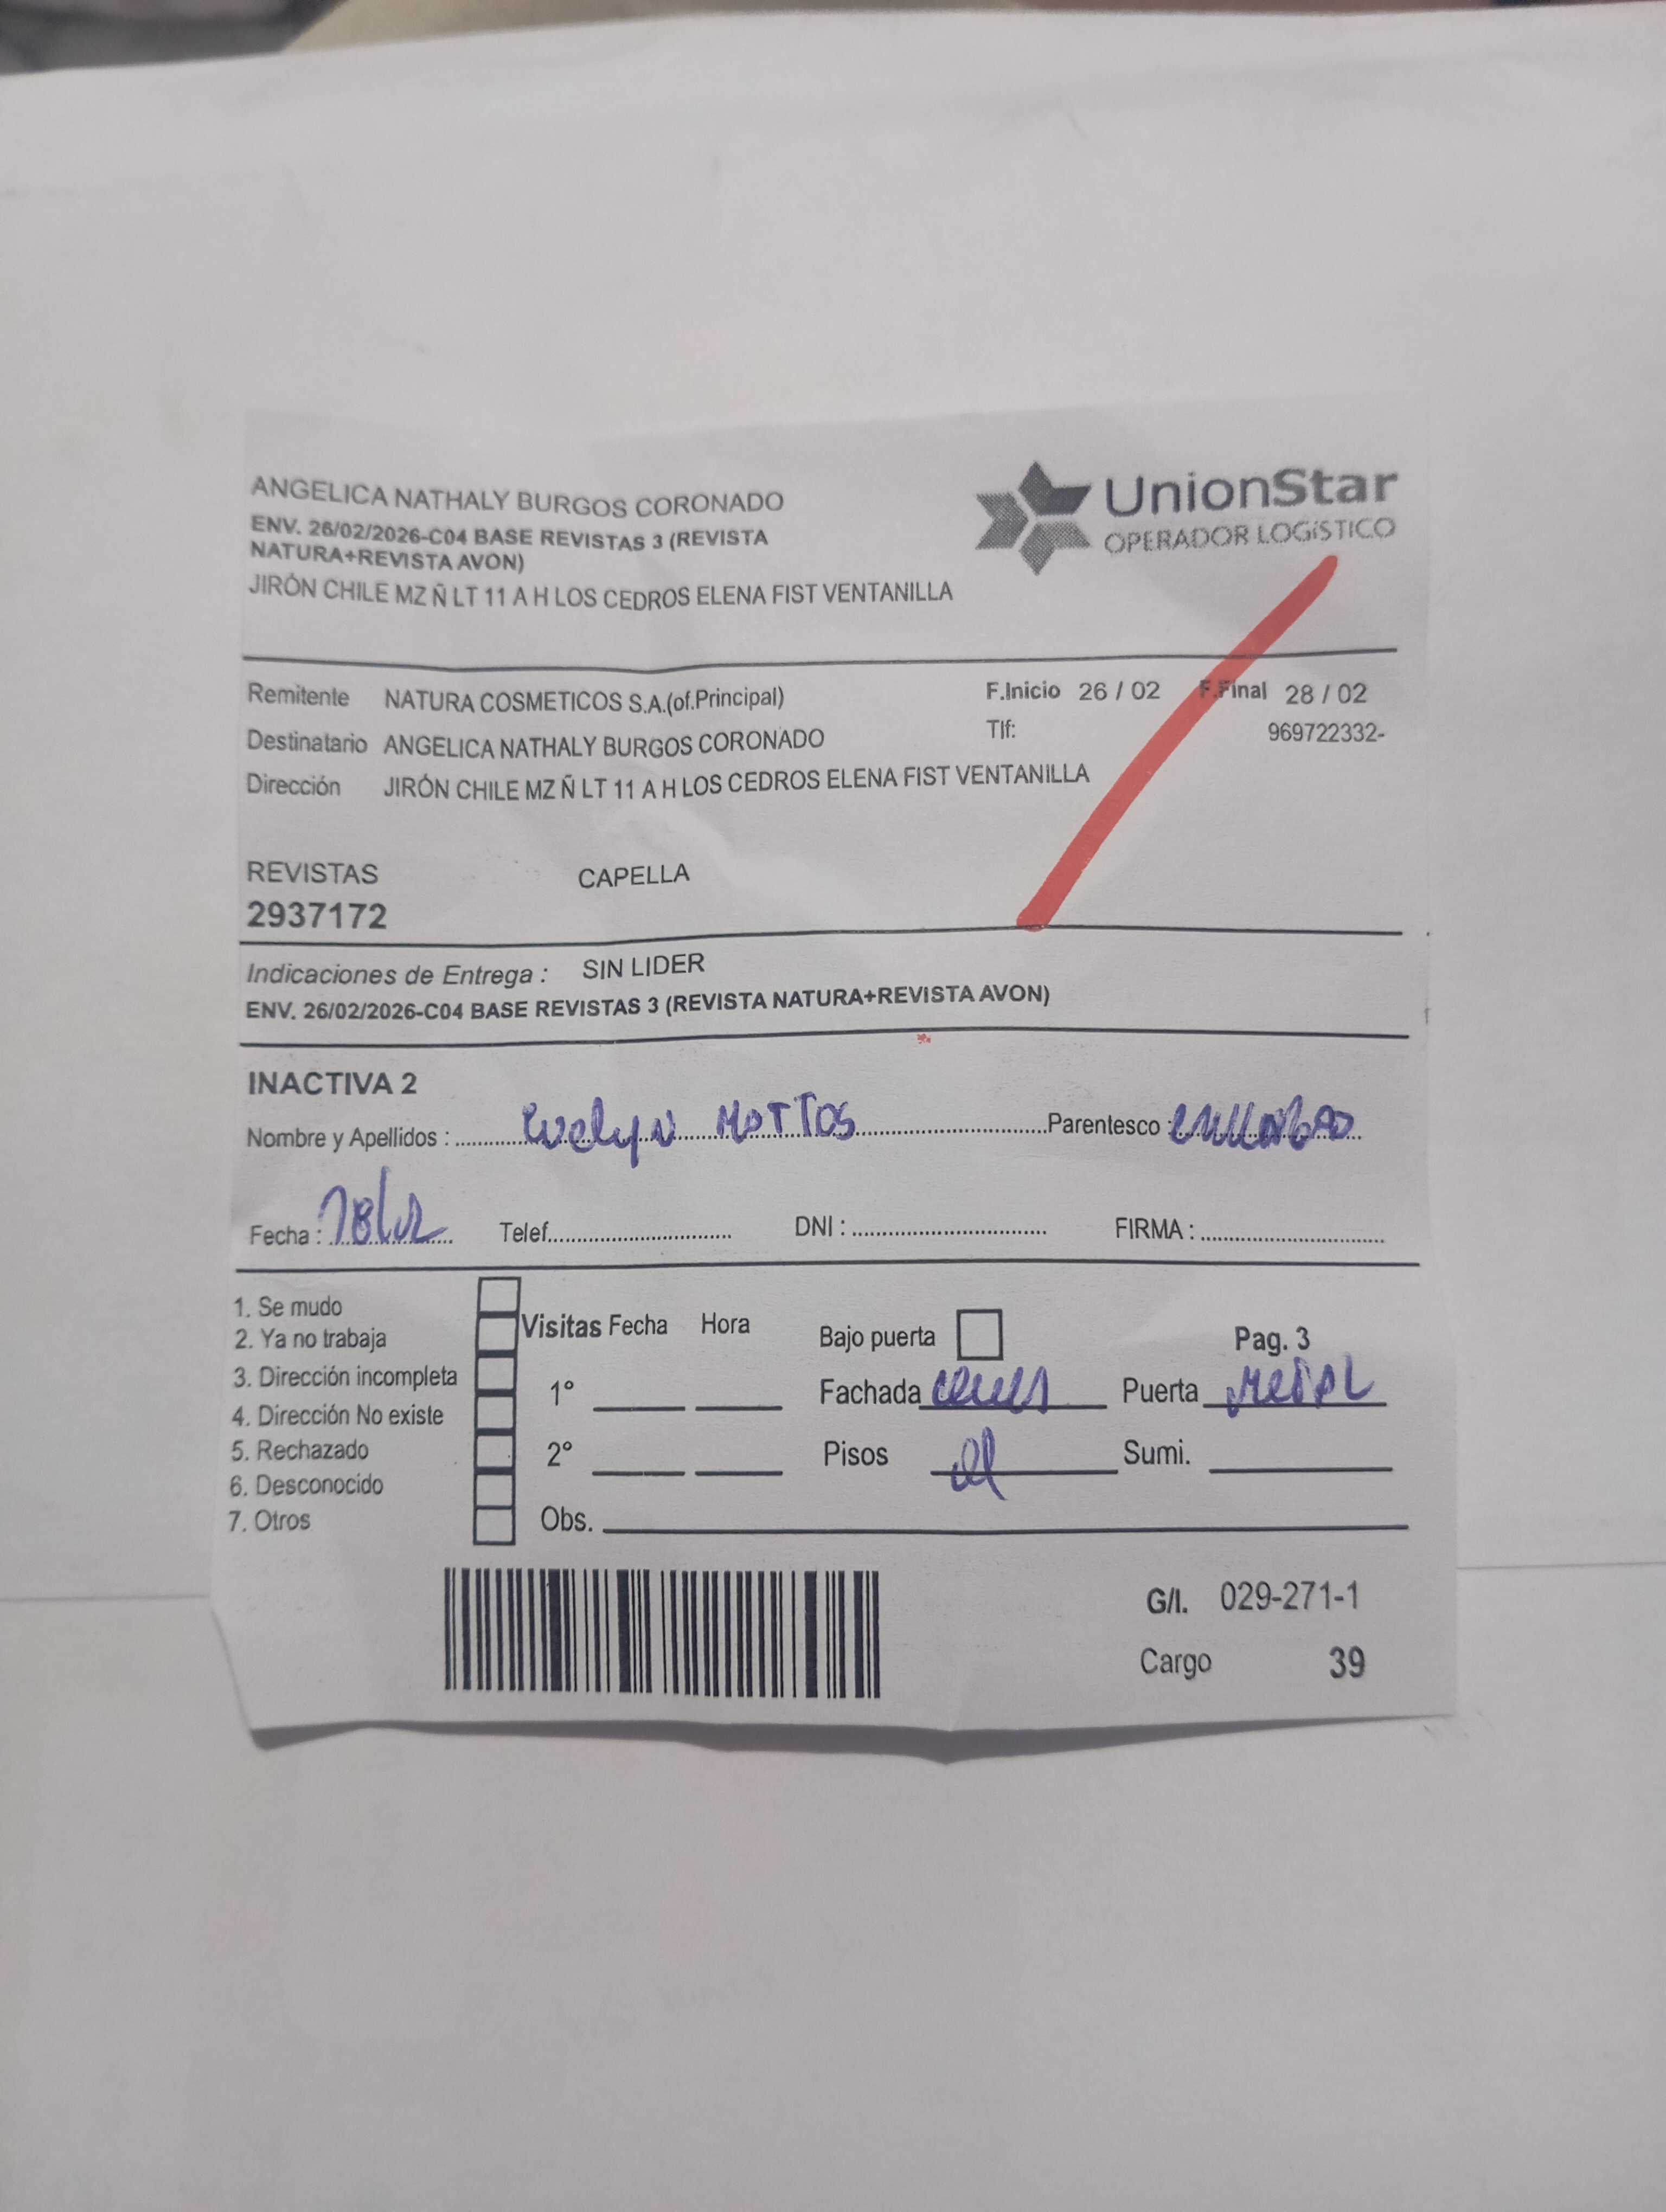 ANGELICA NATHALY BURGOS CORONADO
ENV. 26/02/2026-C04 BASE REVISTAS 3 (REVISTA
NATURA+REVISTA AVON)
JIRÓN CHILE MZ Ñ LT 11 A H LOS CEDROS ELENA FIST VENTANILLA
UnionStar
OPERADOR LOGÍSTICO
Remitente NATURA COSMETICOS S.A.(of.Principal) F.Inicio 26 / 02 F.Final 28 / 02
Destinatario ANGELICA NATHALY BURGOS CORONADO Tlf: 969722332-
Dirección JIRÓN CHILE MZ Ñ LT 11 A H LOS CEDROS ELENA FIST VENTANILLA
REVISTAS CAPELLA
2937172
Indicaciones de Entrega : SIN LIDER
ENV. 26/02/2026-C04 BASE REVISTAS 3 (REVISTA NATURA+REVISTA AVON)
INACTIVA 2
Nombre y Apellidos : Evelyn MATTOS Parentesco :
Fecha : Telef. DNI : FIRMA :
1. Se mudo
2. Ya no trabaja
3. Dirección incompleta
4. Dirección No existe
5. Rechazado
6. Desconocido
7. Otros
Visitas Fecha Hora
1°
2°
Obs.
Bajo puerta Pag. 3
Fachada Puerta Metal
Pisos Sumi.
G/I. 029-271-1
Cargo 39